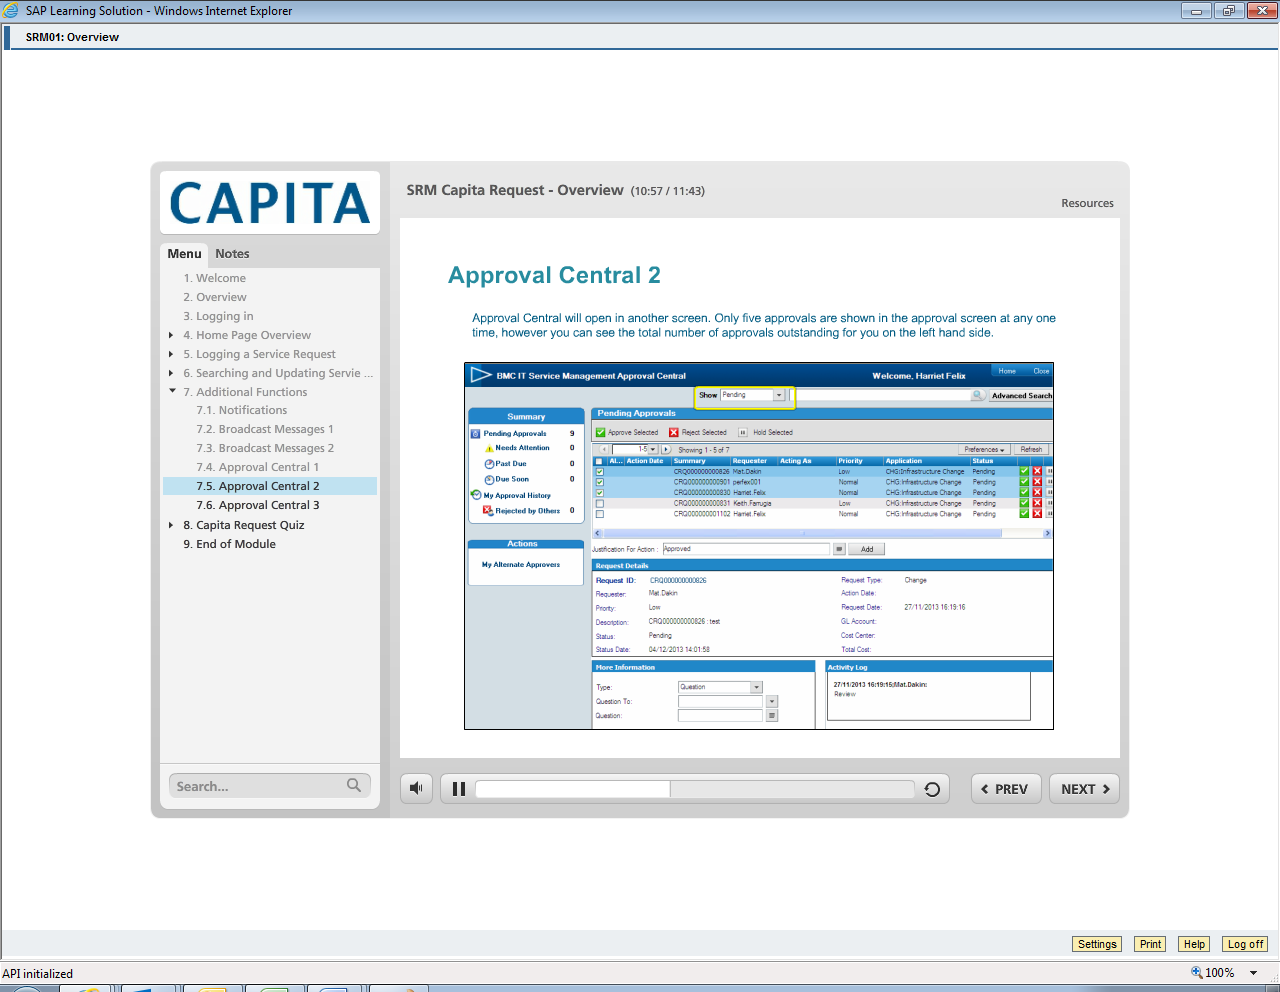 SAP Learning Solution - Windows Internet Explorer
SRM01: Overview
CAPITA
SRM Capita Request - Overview (10:57 / 11:43)
Resources
Menu Notes
1. Welcome
2. Overview
3. Logging in
4. Home Page Overview
5. Logging a Service Request
6. Searching and Updating Servie ...
7. Additional Functions
7.1. Notifications
7.2. Broadcast Messages 1
7.3. Broadcast Messages 2
7.4. Approval Central 1
7.5. Approval Central 2
7.6. Approval Central 3
8. Capita Request Quiz
9. End of Module
Search...
Approval Central 2
Approval Central will open in another screen. Only five approvals are shown in the approval screen at any one
time, however you can see the total number of approvals outstanding for you on the left hand side.
BMC IT Service Management Approval Central Welcome, Harriet Felix Home Close
Show Pending Advanced Search
Summary
Pending Approvals 9
Needs Attention 0
Past Due 0
Due Soon 0
My Approval History
Rejected by Others 0
Actions
My Alternate Approvers
Pending Approvals
Approve Selected Reject Selected Hold Selected
1-5 Showing 1 - 5 of 7 Preferences Refresh
Al... Action Date Summary Requester Acting As Priority Application Status
CRQ000000000826 Mat.Dakin Low CHG:Infrastructure Change Pending
CRQ000000000901 perfex001 Normal CHG:Infrastructure Change Pending
CRQ000000000830 Harriet.Felix Normal CHG:Infrastructure Change Pending
CRQ000000000831 Keith.Farrugia Low CHG:Infrastructure Change Pending
CRQ000000001102 Harriet.Felix Normal CHG:Infrastructure Change Pending
Justification For Action : Approved Add
Request Details
Request ID: CRQ000000000826 Request Type: Change
Requester: Mat.Dakin Action Date:
Priority: Low Request Date: 27/11/2013 16:19:16
Description: CRQ000000000826 : test GL Account:
Status: Pending Cost Center:
Status Date: 04/12/2013 14:01:58 Total Cost:
More Information
Type: Question
Question To:
Question:
Activity Log
27/11/2013 16:19:15;Mat.Dakin:
Review
PREV NEXT
Settings Print Help Log off
API initialized 100%